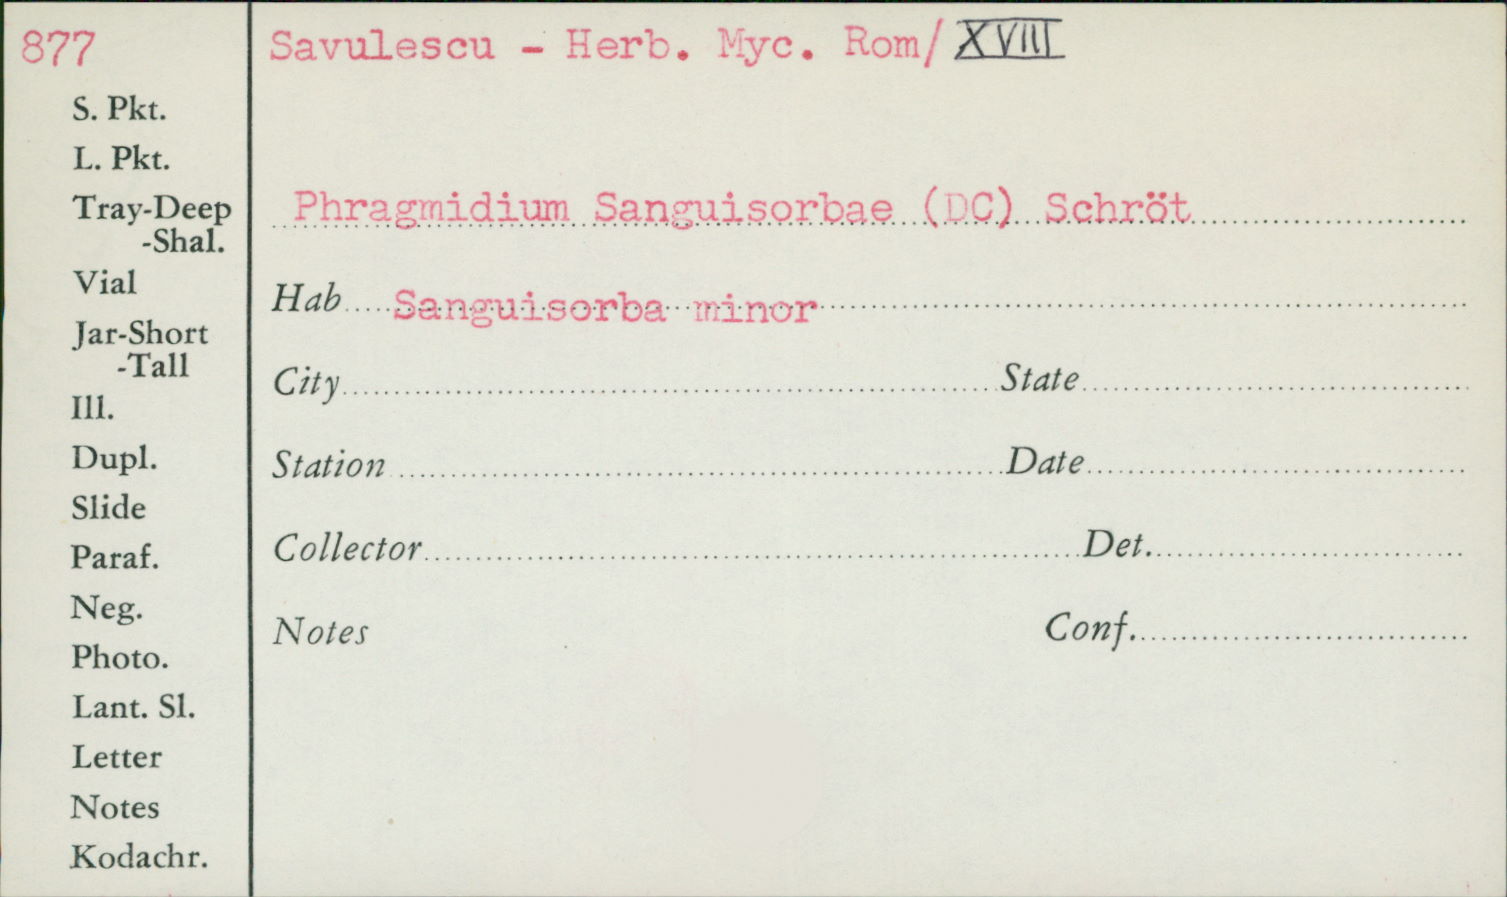 877
Savulescu - Herb. Myc. Rom/ XVIII
S. Pkt.
L. Pkt.
Tray-Deep
-Shal.
Vial
Jar-Short
-Tall
Ill.
Dupl.
Slide
Paraf.
Neg.
Photo.
Lant. Sl.
Letter
Notes
Kodachr.
Phragmidium Sanguisorbae (DC) Schröt
Hab Sanguisorba minor
City State
Station Date
Collector Det.
Notes Conf.